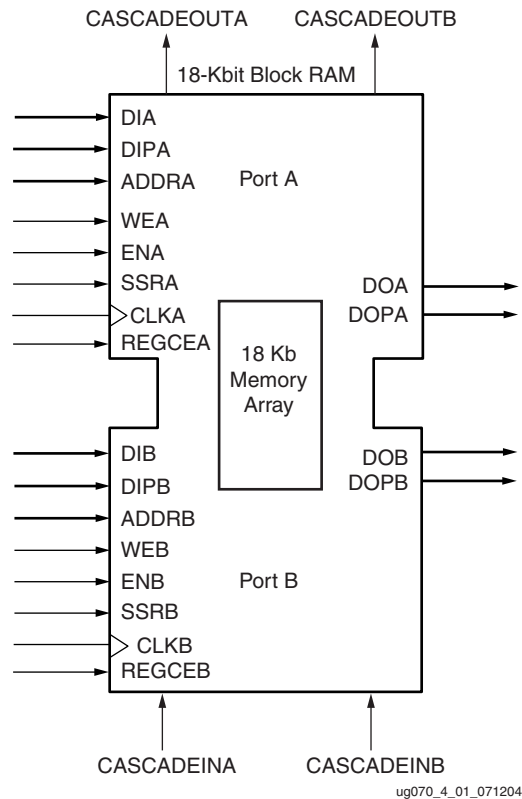 CASCADEOUTA CASCADEOUTB
18-Kbit Block RAM
DIA
DIPA
ADDRA
Port A
WEA
ENA
SSRA
DOA
CLKA
DOPA
REGCEA
18 Kb
Memory
Array
DIB
DOB
DIPB
DOPB
ADDRB
WEB
ENB
Port B
SSRB
CLKB
REGCEB
CASCADEINA CASCADEINB
ug070_4_01_071204